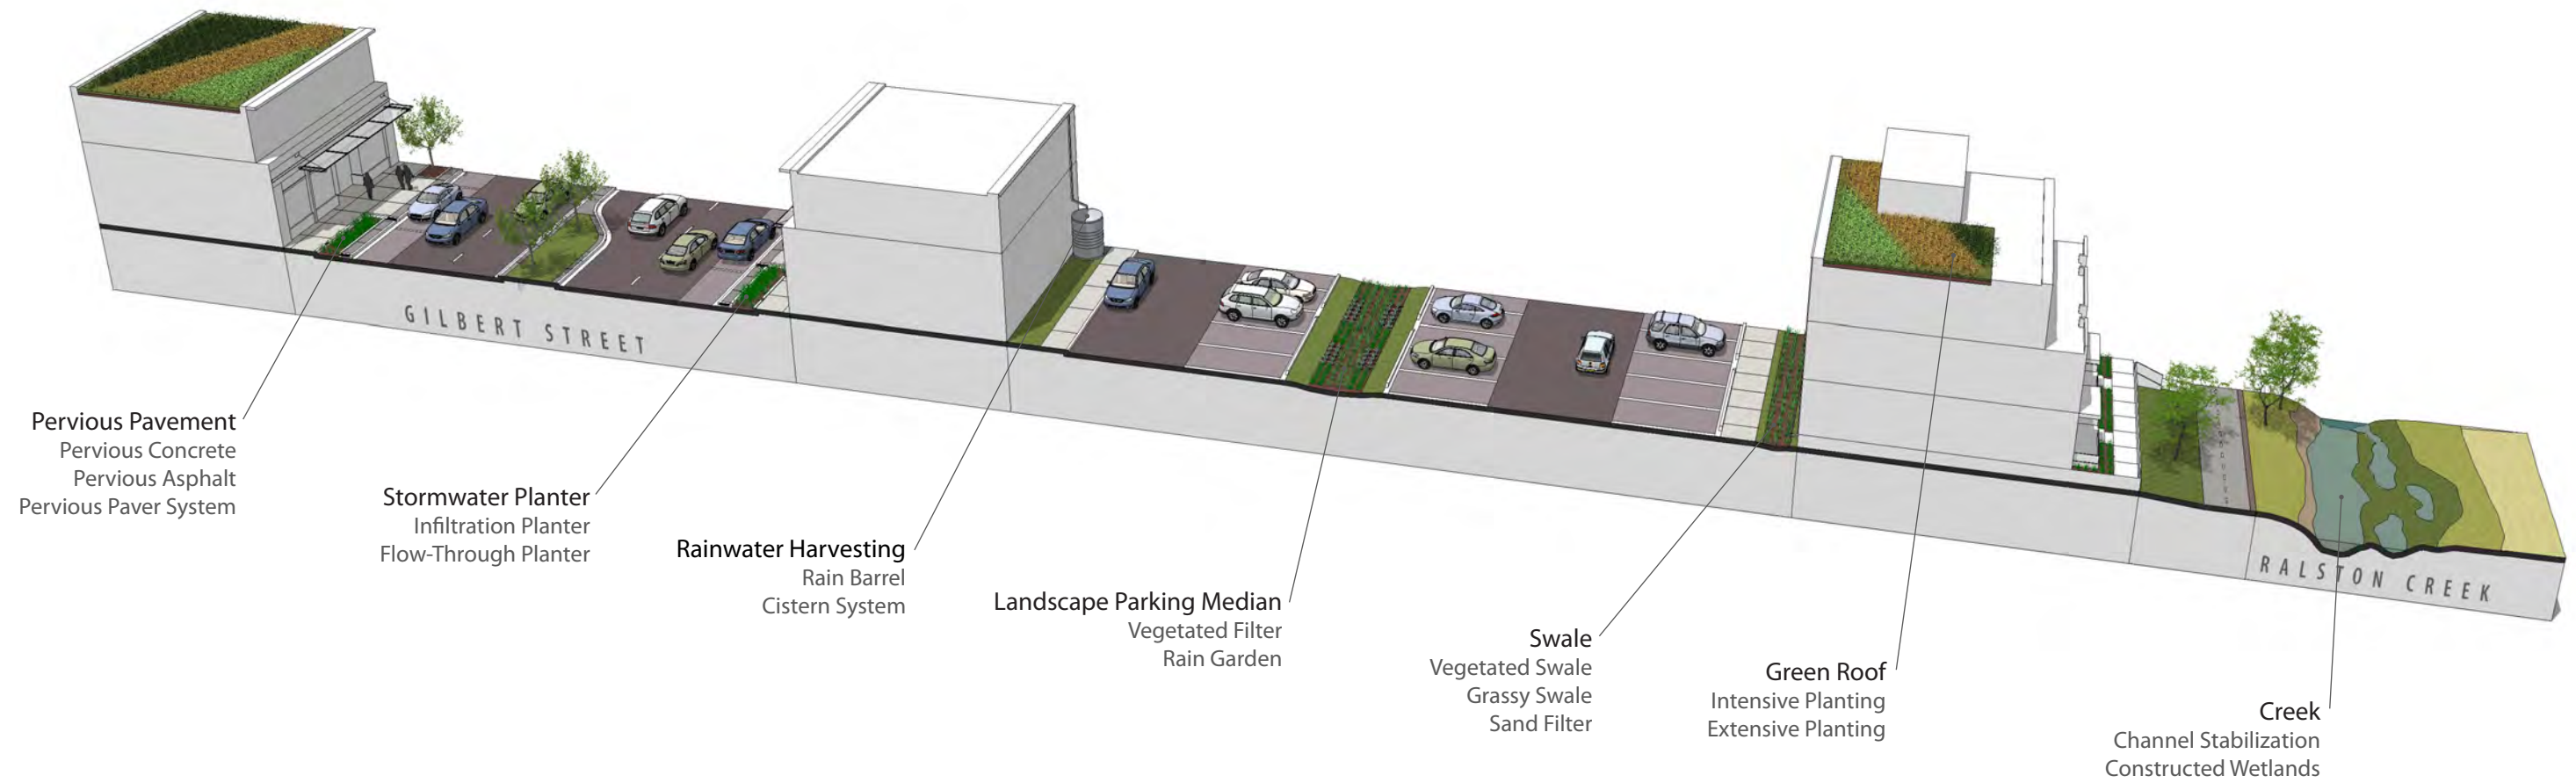 GILBERT STREET
RALSTON CREEK
Pervious Pavement
Pervious Concrete
Pervious Asphalt
Pervious Paver System
Stormwater Planter
Infiltration Planter
Flow-Through Planter
Rainwater Harvesting
Rain Barrel
Cistern System
Landscape Parking Median
Vegetated Filter
Rain Garden
Swale
Vegetated Swale
Grassy Swale
Sand Filter
Green Roof
Intensive Planting
Extensive Planting
Creek
Channel Stabilization
Constructed Wetlands